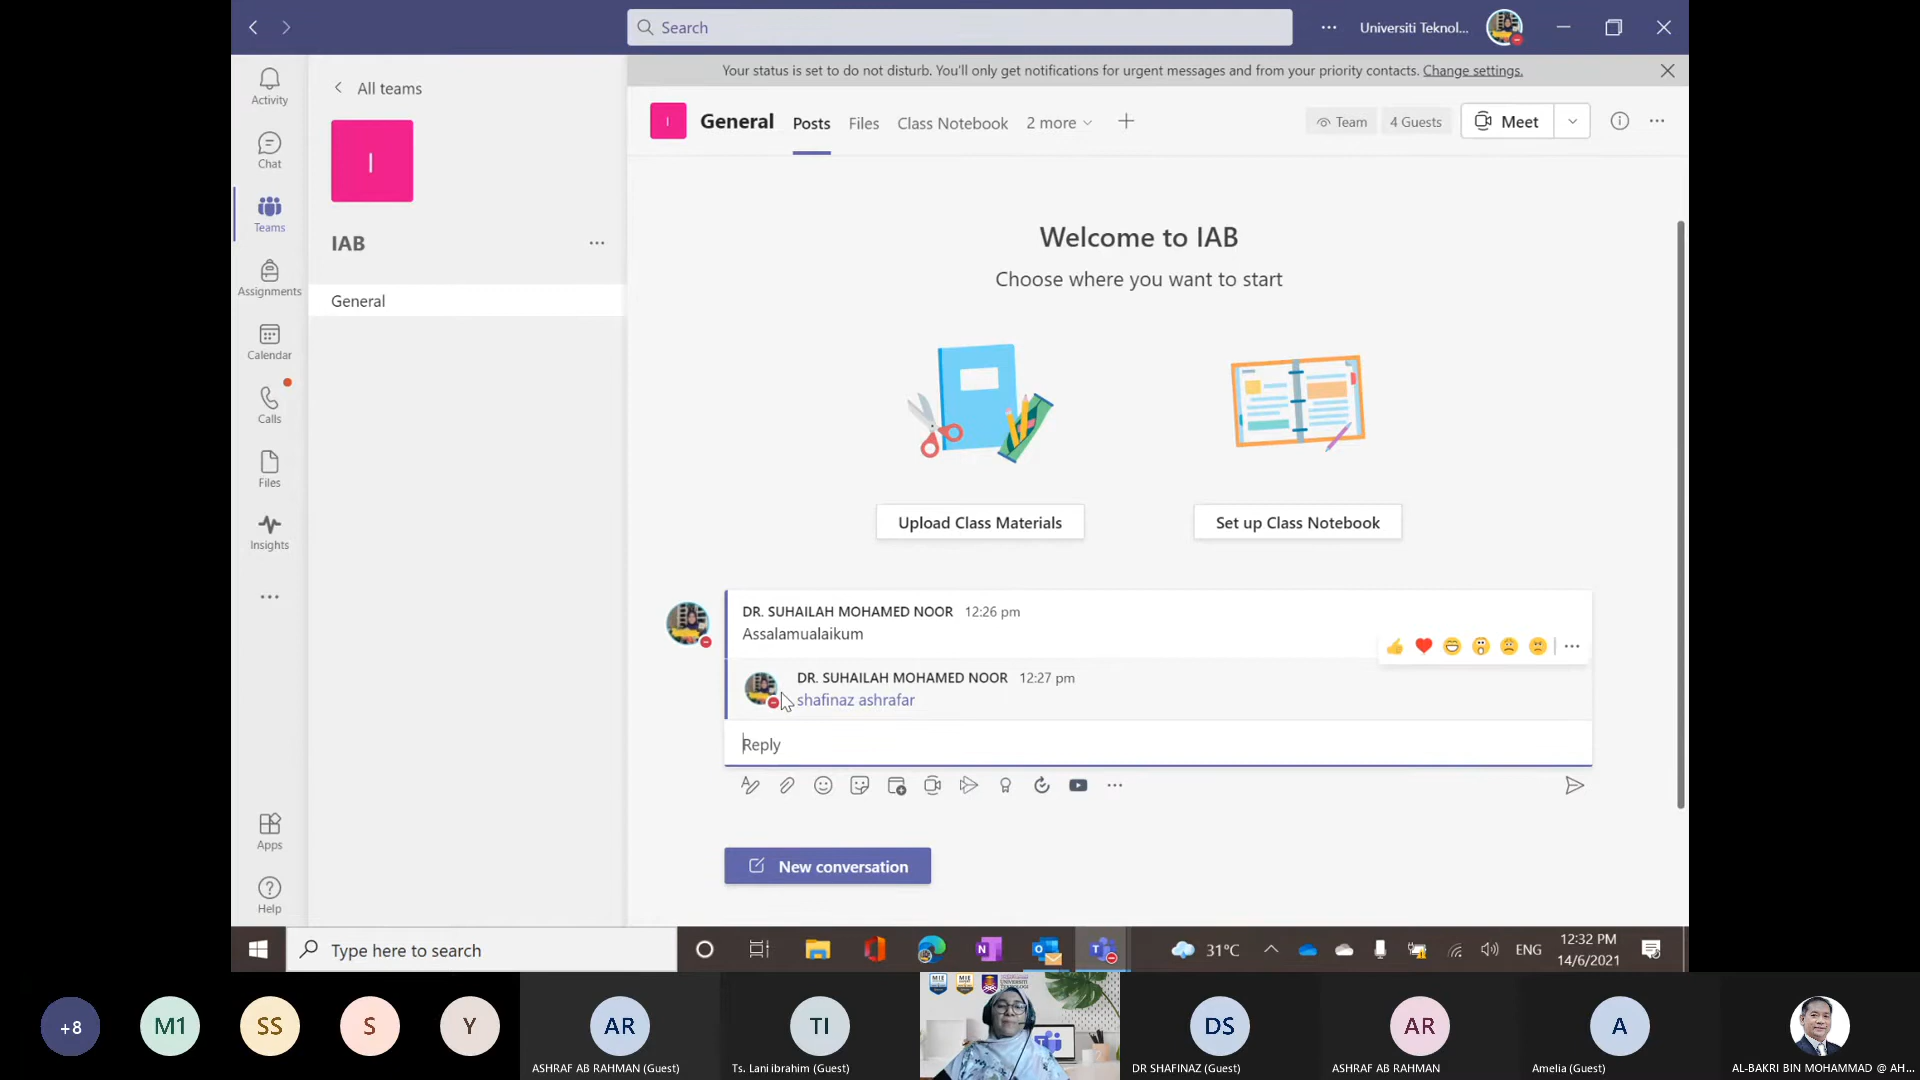 Search
Universiti Teknol...
Your status is set to do not disturb. You'll only get notifications for urgent messages and from your priority contacts. Change settings.
Activity
Chat
Teams
Assignments
Calendar
Calls
Files
Insights
Apps
Help
All teams
I
IAB
General
I
General
Posts
Files
Class Notebook
2 more
Team
4 Guests
Meet
Welcome to IAB
Choose where you want to start
Upload Class Materials
Set up Class Notebook
DR. SUHAILAH MOHAMED NOOR 12:26 pm
Assalamualaikum
DR. SUHAILAH MOHAMED NOOR 12:27 pm
shafinaz ashrafar
Reply
New conversation
Type here to search
31°C
ENG
12:32 PM
14/6/2021
+8
M1
SS
S
Y
AR
ASHRAF AB RAHMAN (Guest)
TI
Ts. Lani ibrahim (Guest)
DS
DR SHAFINAZ (Guest)
AR
ASHRAF AB RAHMAN
A
Amelia (Guest)
AL-BAKRI BIN MOHAMMAD @ AH...